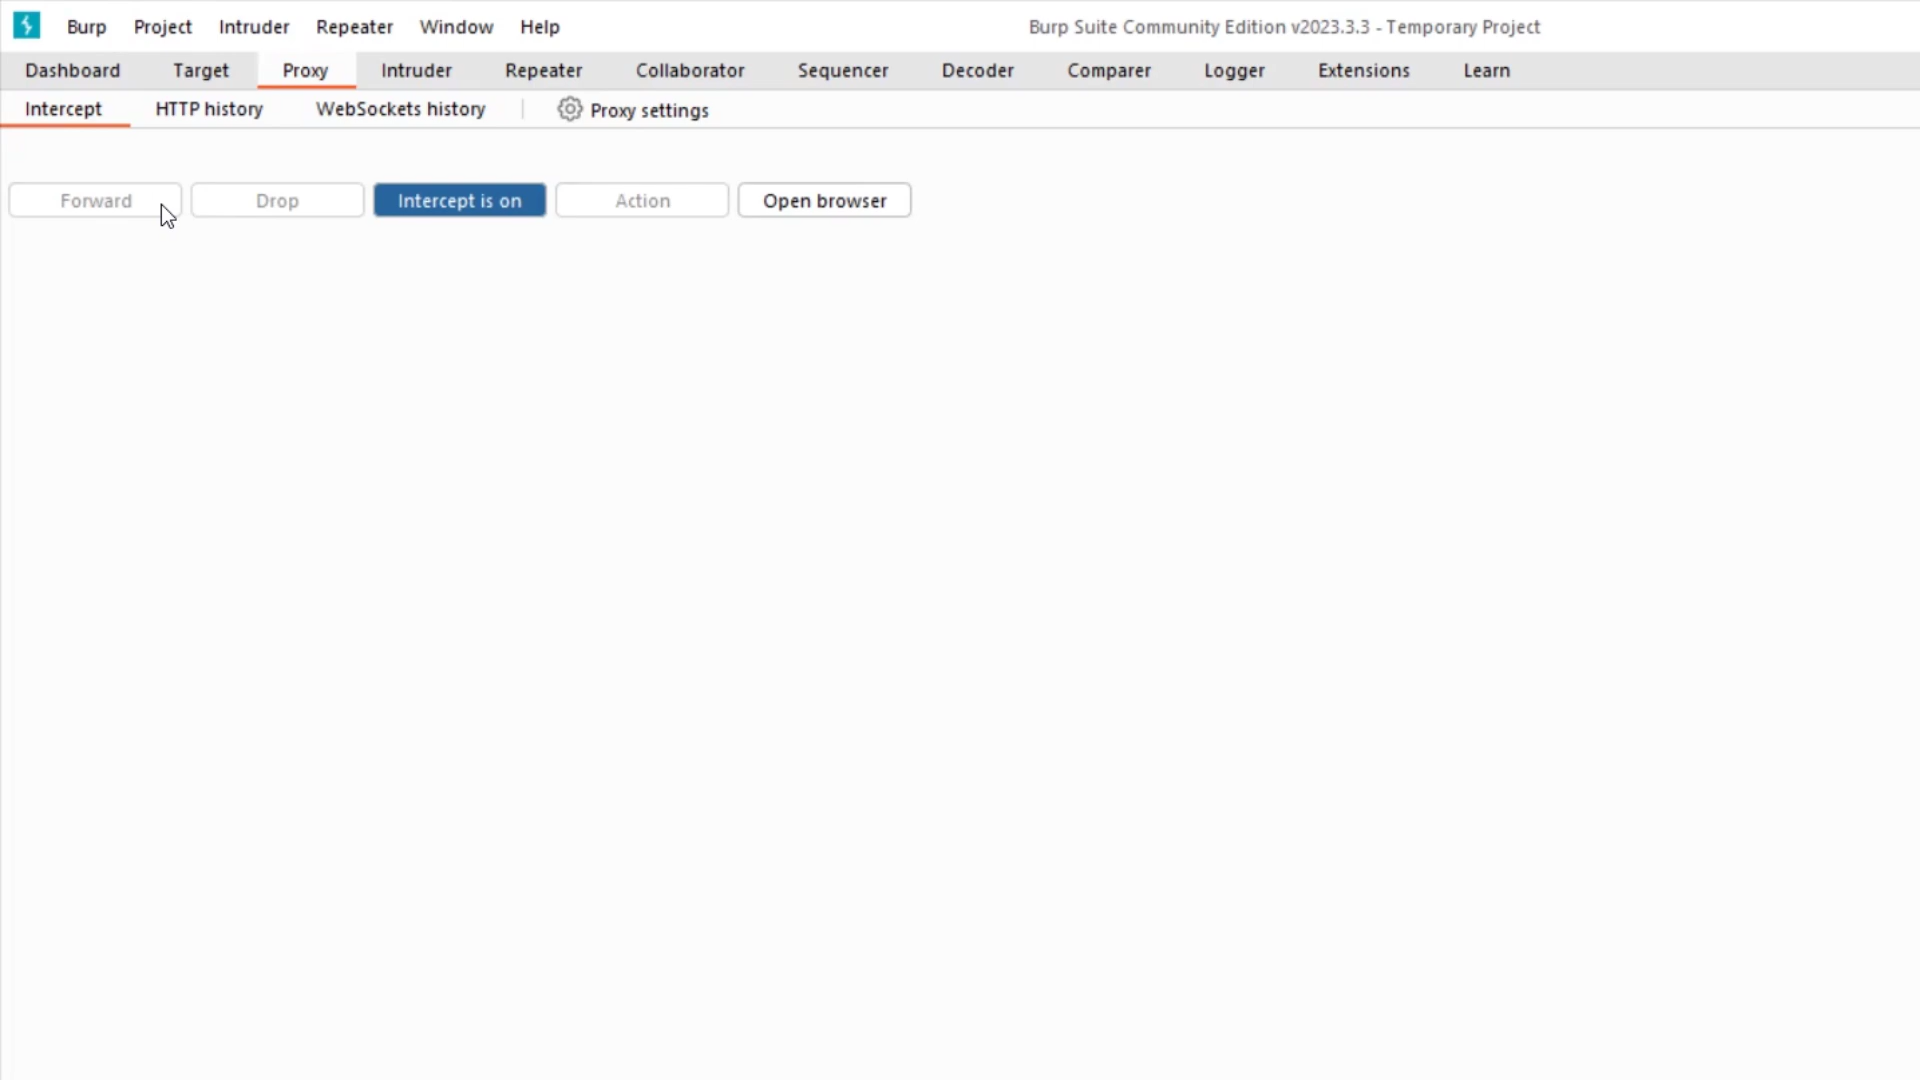 Burp Project Intruder Repeater Window Help Burp Suite Community Edition v2023.3.3 - Temporary Project
Dashboard Target Proxy Intruder Repeater Collaborator Sequencer Decoder Comparer Logger Extensions Learn
Intercept HTTP history WebSockets history Proxy settings
Forward Drop Intercept is on Action Open browser